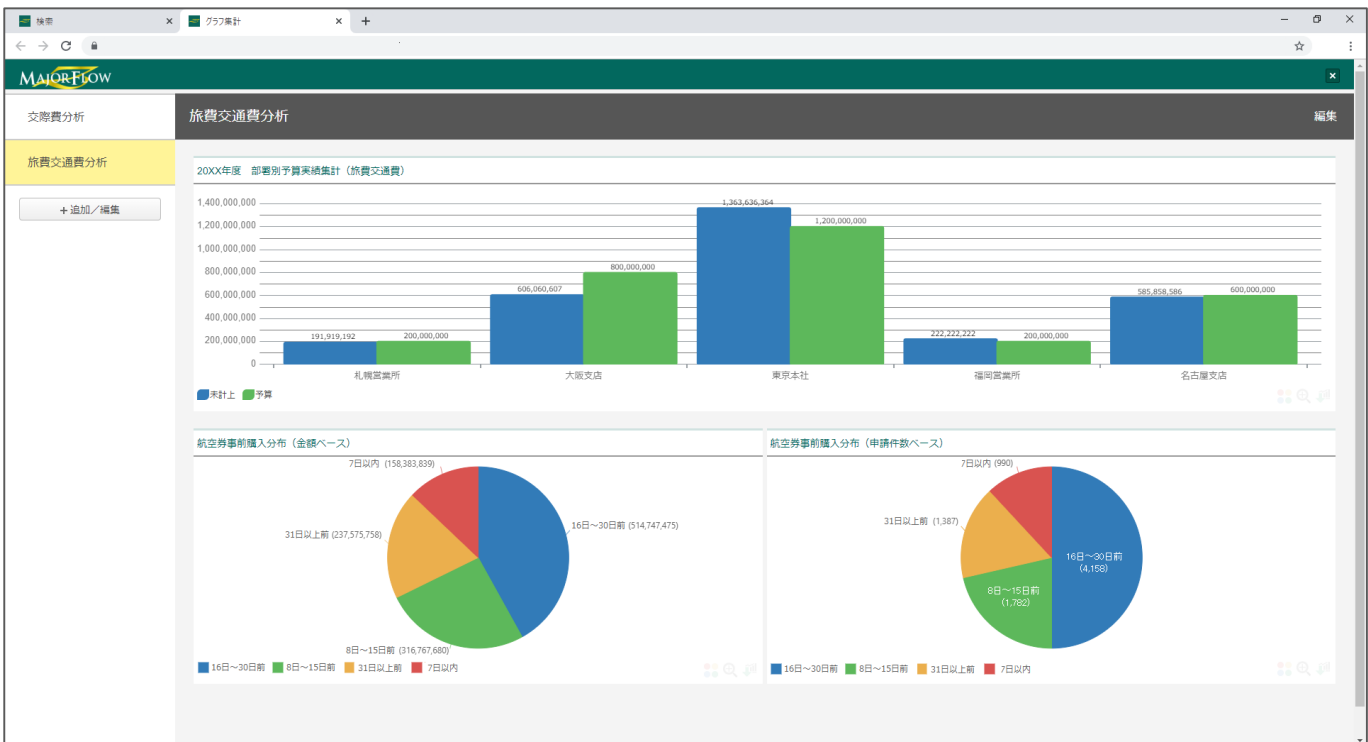 検索
グラフ集計
MAJORFLOW
交際費分析
旅費交通費分析
+追加／編集
旅費交通費分析
編集
20XX年度　部署別予算実績集計（旅費交通費）
1,400,000,000
1,200,000,000
1,000,000,000
800,000,000
600,000,000
400,000,000
200,000,000
0
191,919,192
200,000,000
606,060,607
800,000,000
1,363,636,364
1,200,000,000
222,222,222
200,000,000
585,858,586
600,000,000
札幌営業所
大阪支店
東京本社
福岡営業所
名古屋支店
未計上 予算
航空券事前購入分布（金額ベース）
7日以内 (158,383,839)
16日～30日前 (514,747,475)
31日以上前 (237,575,758)
8日～15日前 (316,767,680)
16日～30日前 8日～15日前 31日以上前 7日以内
航空券事前購入分布（申請件数ベース）
7日以内 (990)
31日以上前 (1,387)
16日～30日前
(4,158)
8日～15日前
(1,782)
16日～30日前 8日～15日前 31日以上前 7日以内